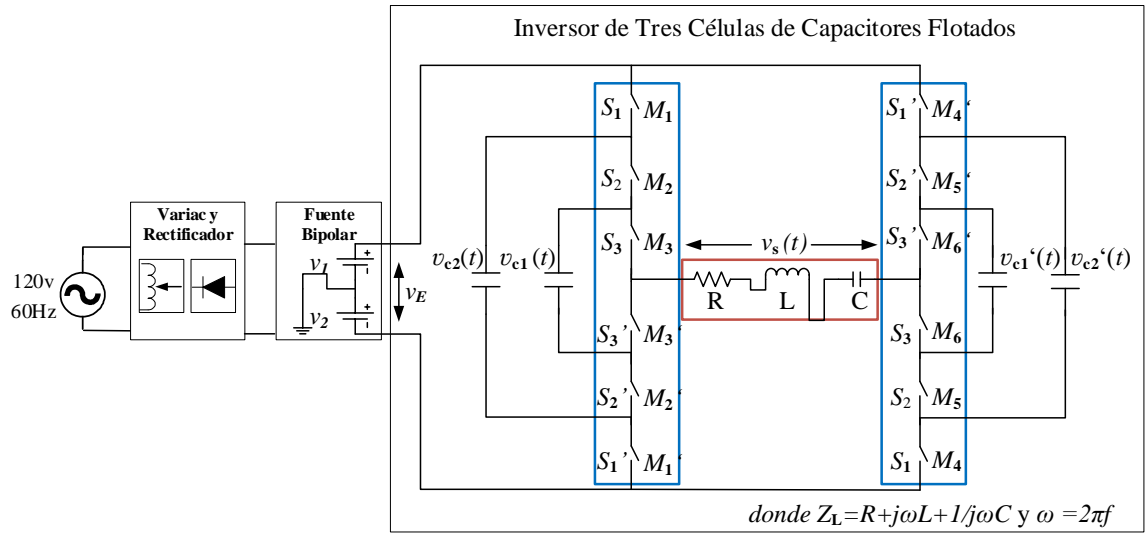 Inversor de Tres Células de Capacitores Flotados
120v
60Hz
Variac y
Rectificador
Fuente
Bipolar
v1
v2
vE
vc2(t)
vc1(t)
S1 M1
S2 M2
S3 M3
S3’ M3‘
S2’ M2‘
S1’ M1‘
vs(t)
R
L
C
S1’ M4‘
S2’ M5‘
S3’ M6‘
S3 M6
S2 M5
S1 M4
vc1‘(t)
vc2‘(t)
donde ZL=R+jωL+1/jωC y ω =2πf